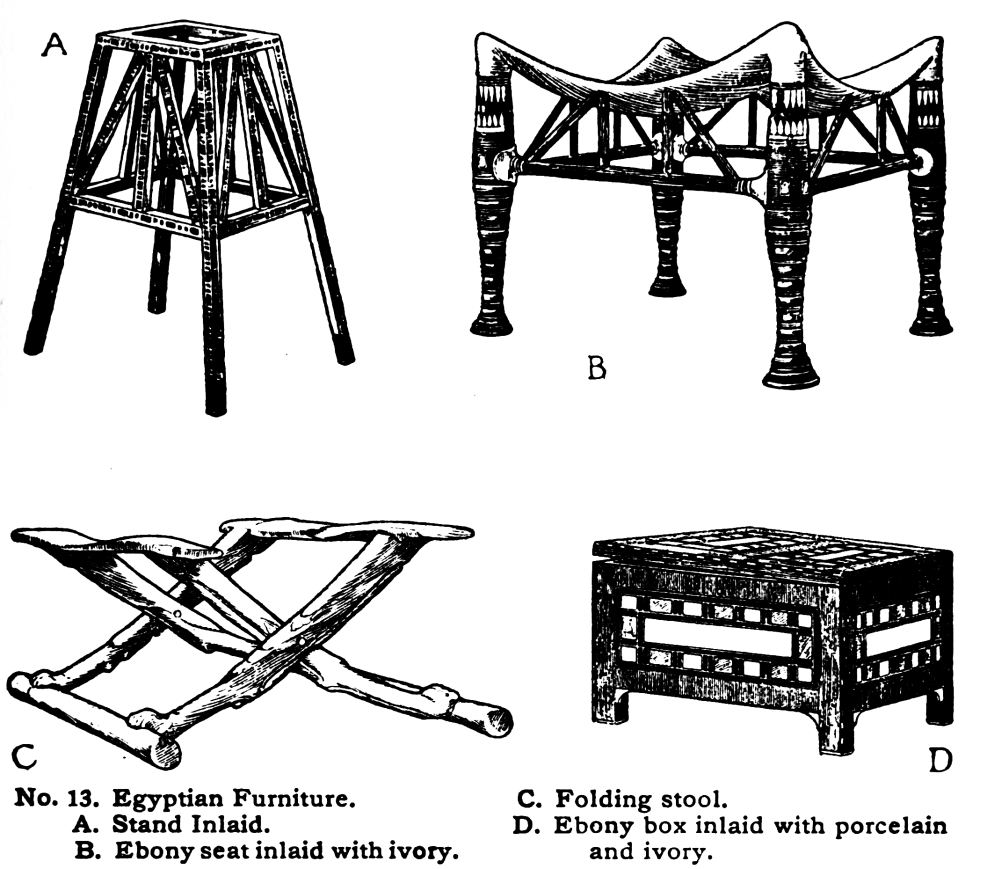 A
B
C
D
No. 13. Egyptian Furniture.
A. Stand Inlaid.
B. Ebony seat inlaid with ivory.
C. Folding stool.
D. Ebony box inlaid with porcelain
and ivory.